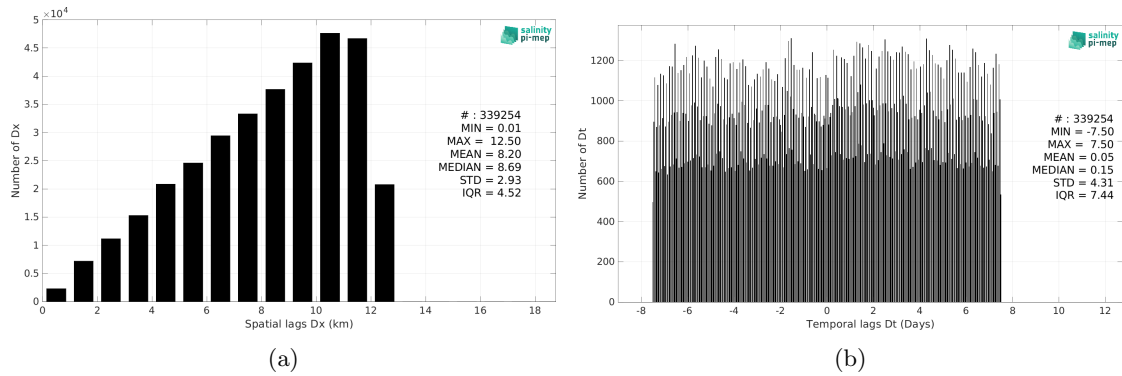 ×10⁴
5
4.5
4
3.5
3
2.5
2
1.5
1
0.5
0
Number of Dx
0 2 4 6 8 10 12 14 16 18
Spatial lags Dx (km)
salinity
pi-mep
# : 339254
MIN = 0.01
MAX = 12.50
MEAN = 8.20
MEDIAN = 8.69
STD = 2.93
IQR = 4.52
(a)
1200
1000
800
600
400
200
0
Number of Dt
-8 -6 -4 -2 0 2 4 6 8 10 12
Temporal lags Dt (Days)
salinity
pi-mep
# : 339254
MIN = -7.50
MAX = 7.50
MEAN = 0.05
MEDIAN = 0.15
STD = 4.31
IQR = 7.44
(b)